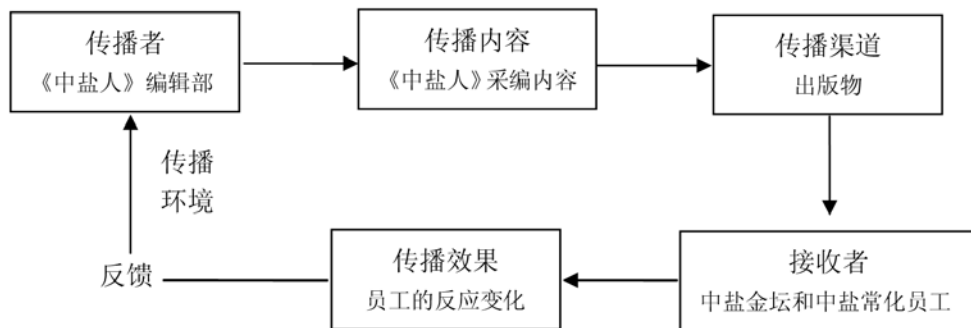 传播者
《中盐人》编辑部
传播内容
《中盐人》采编内容
传播渠道
出版物
传播
环境
反馈
传播效果
员工的反应变化
接收者
中盐金坛和中盐常化员工